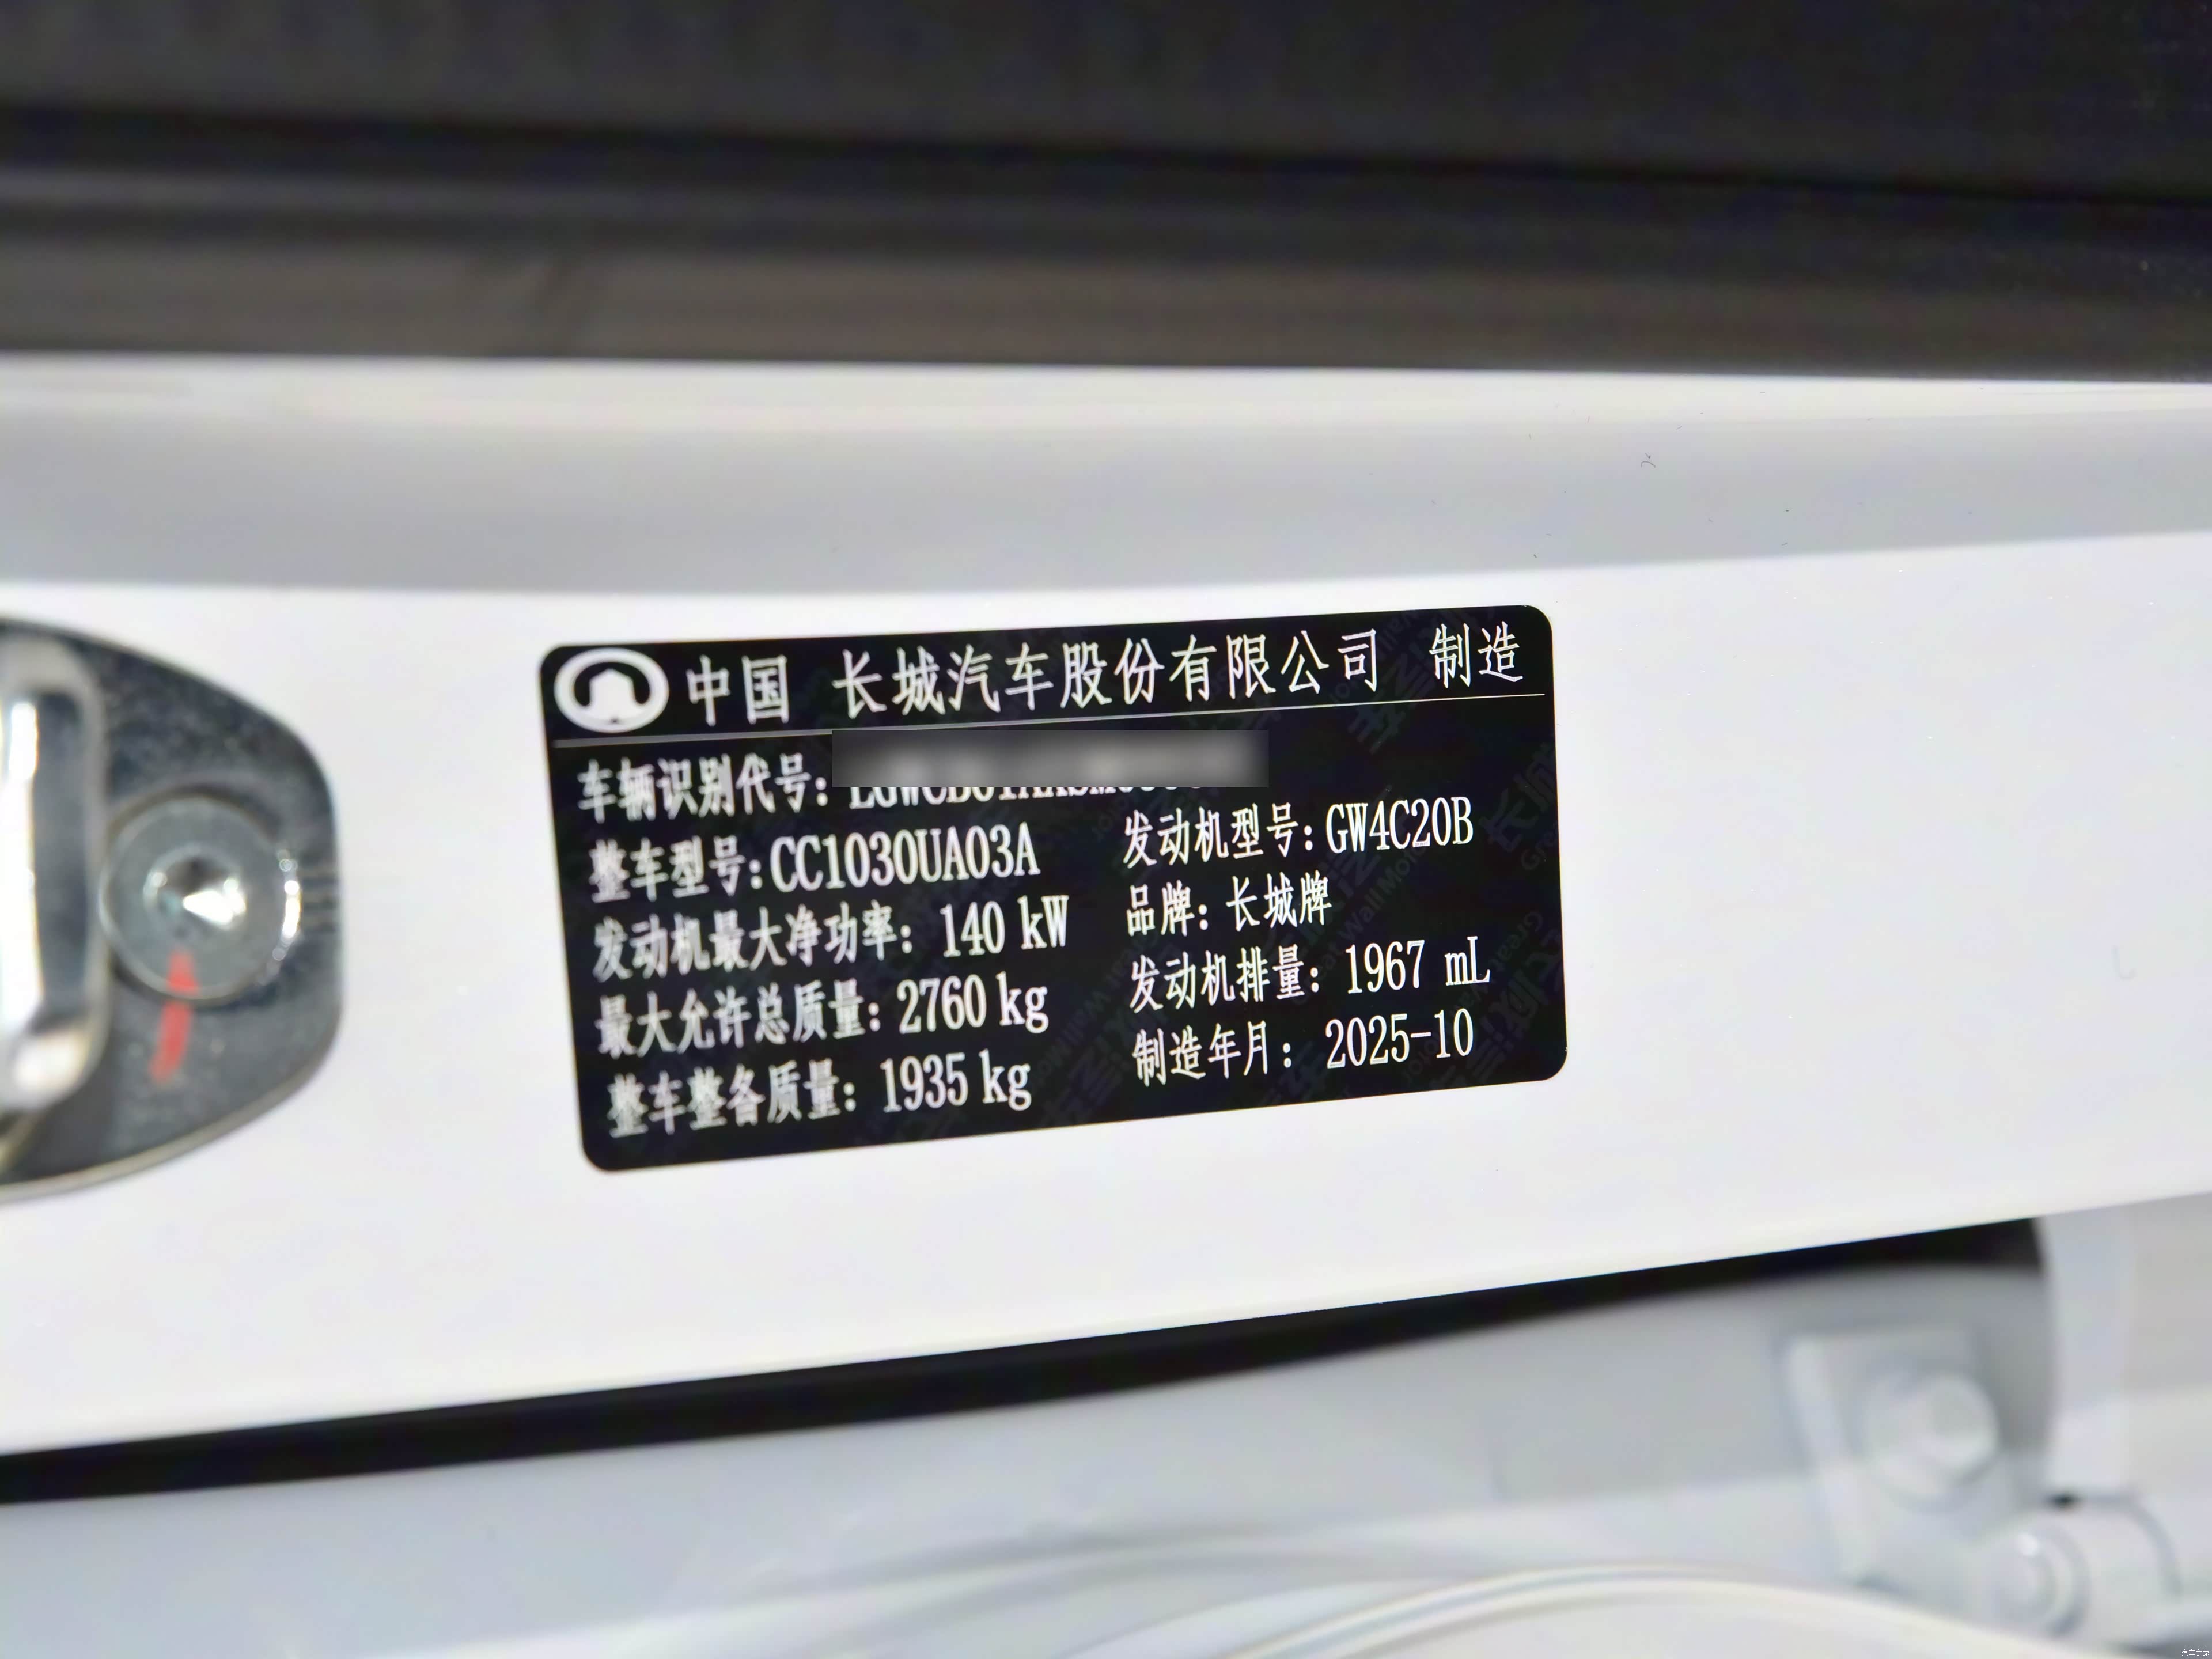 中国 长城汽车股份有限公司 制造
车辆识别代号:
整车型号:CC1030UA03A 发动机型号:GW4C20B
发动机最大净功率: 140 kW 品牌: 长城牌
最大允许总质量: 2760 kg 发动机排量: 1967 mL
整车整备质量: 1935 kg 制造年月: 2025-10
汽车之家